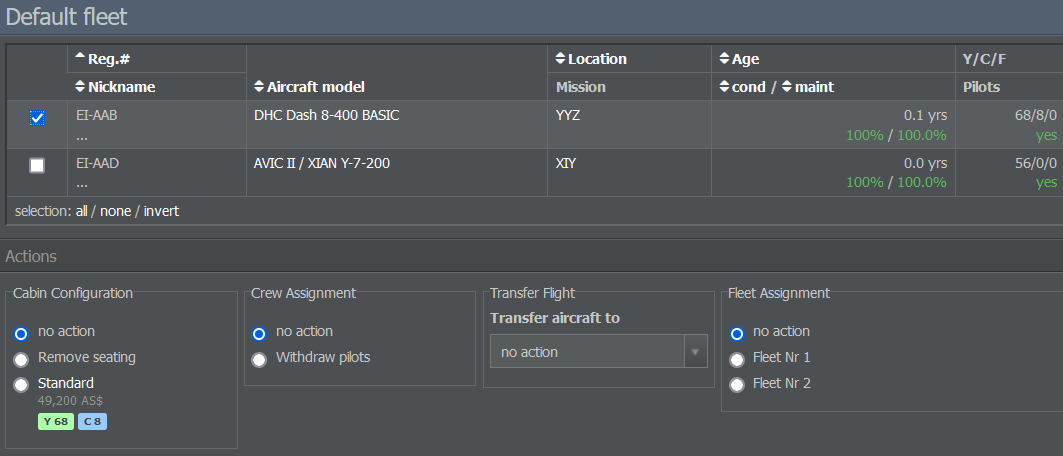 Default fleet
Reg.# Location Age Y/C/F
Nickname Aircraft model Mission cond / maint Pilots
EI-AAB DHC Dash 8-400 BASIC YYZ 0.1 yrs 68/8/0
... 100% / 100.0% yes
EI-AAD AVIC II / XIAN Y-7-200 XIY 0.0 yrs 56/0/0
... 100% / 100.0% yes
selection: all / none / invert
Actions
Cabin Configuration
no action
Remove seating
Standard
49,200 AS$
Y 68 C 8
Crew Assignment
no action
Withdraw pilots
Transfer Flight
Transfer aircraft to
no action
Fleet Assignment
no action
Fleet Nr 1
Fleet Nr 2